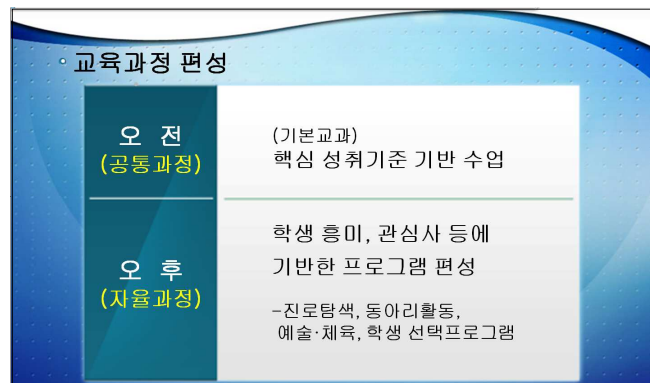 ◦ 교육과정 편성
오 전
(공통과정)
(기본교과)
핵심 성취기준 기반 수업
오 후
(자율과정)
학생 흥미, 관심사 등에
기반한 프로그램 편성
-진로탐색, 동아리활동,
예술·체육, 학생 선택프로그램